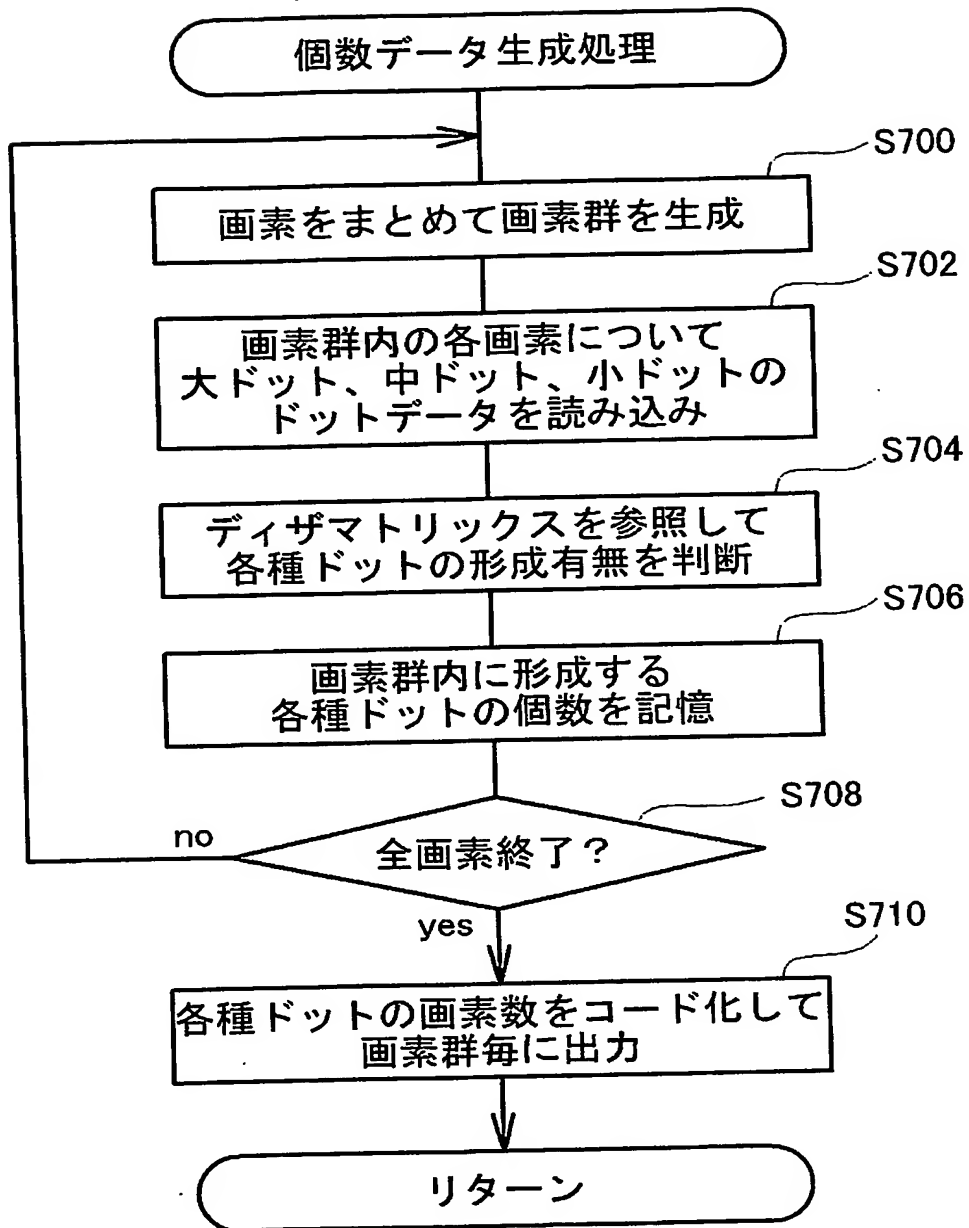 個数データ生成処理
S700
画素をまとめて画素群を生成
S702
画素群内の各画素について
大ドット、中ドット、小ドットの
ドットデータを読み込み
S704
ディザマトリックスを参照して
各種ドットの形成有無を判断
S706
画素群内に形成する
各種ドットの個数を記憶
S708
no
全画素終了？
yes
S710
各種ドットの画素数をコード化して
画素群毎に出力
リターン